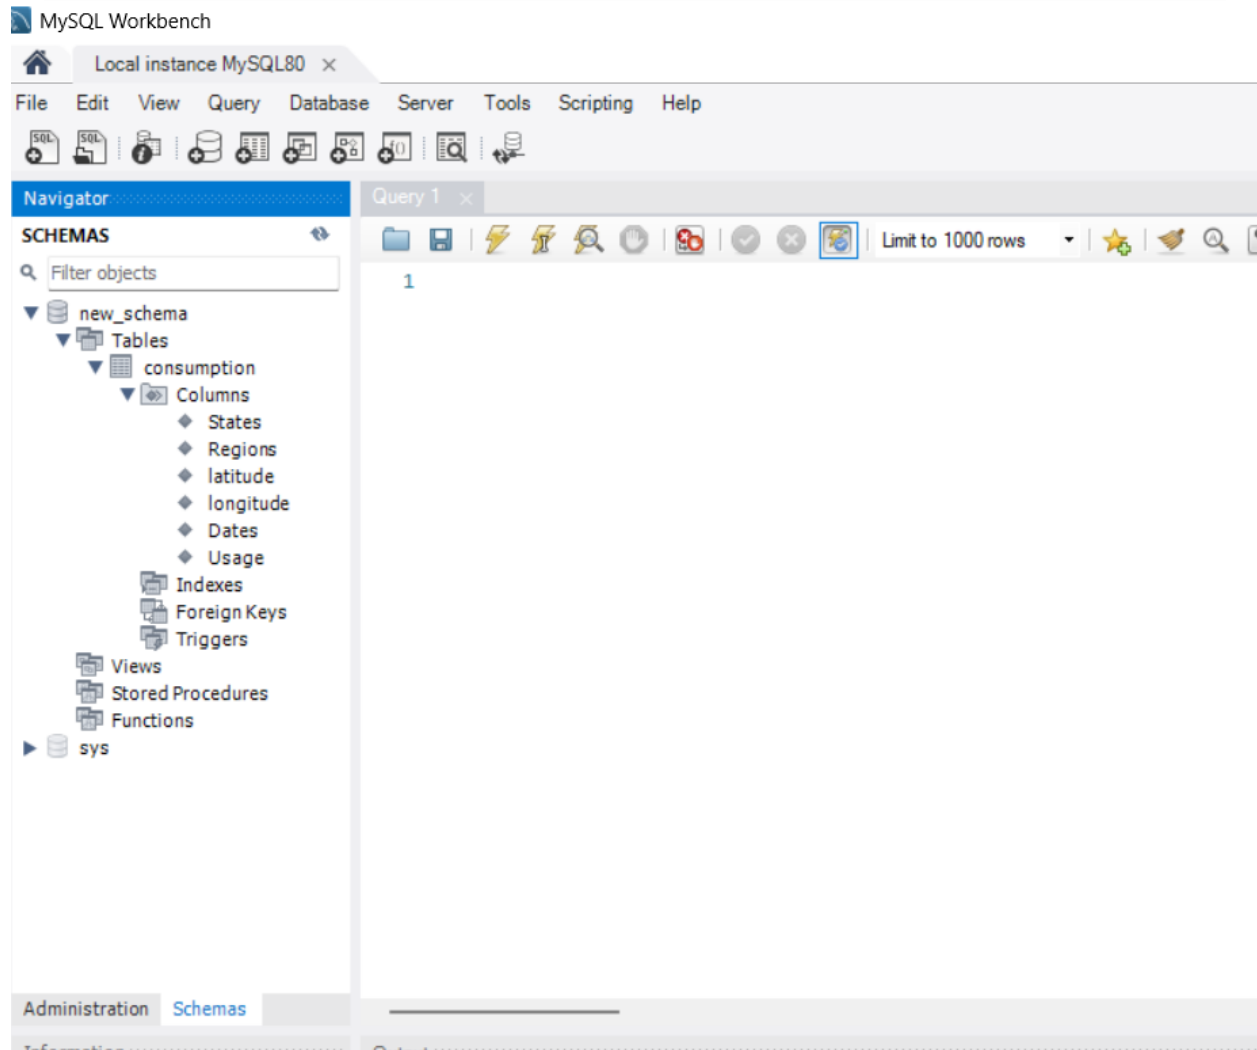 MySQL Workbench
Local instance MySQL80
File Edit View Query Database Server Tools Scripting Help
SQL SQL
Navigator
Query 1
SCHEMAS
Limit to 1000 rows
Filter objects
1
new_schema
Tables
consumption
Columns
States
Regions
latitude
longitude
Dates
Usage
Indexes
Foreign Keys
Triggers
Views
Stored Procedures
Functions
sys
Administration Schemas